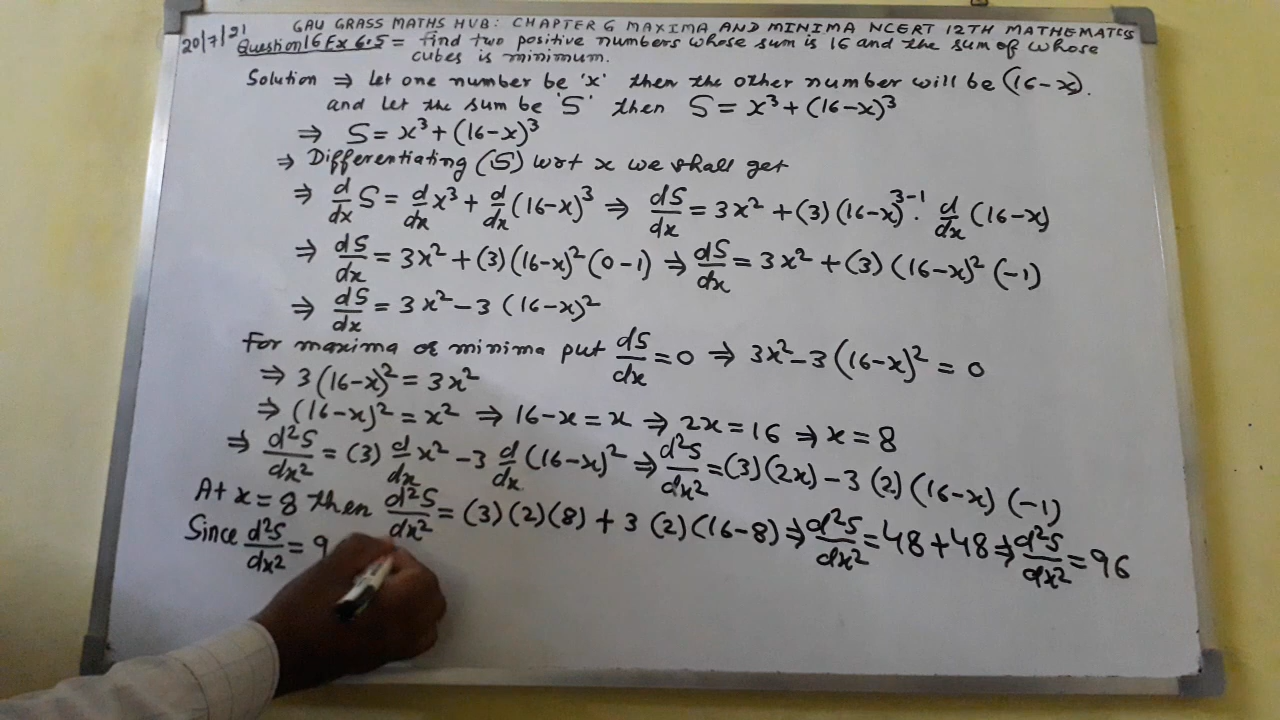 GAU GRASS MATHS HUB: CHAPTER 6 MAXIMA AND MINIMA NCERT 12TH MATHEMATICS
20/7/21
Question 16 Ex 6.5 = find two positive numbers whose sum is 16 and the sum of whose
cubes is minimum.
Solution ⇒ Let one number be 'x' then the other number will be (16-x).
and let the sum be 'S' then S = x³ + (16-x)³
⇒ S = x³ + (16-x)³
⇒ Differentiating (S) wrt x we shall get
⇒ d/dx S = d/dx x³ + d/dx (16-x)³ ⇒ dS/dx = 3x² + (3) (16-x)³⁻¹ · d/dx (16-x)
⇒ dS/dx = 3x² + (3) (16-x)² (0-1) ⇒ dS/dx = 3x² + (3) (16-x)² (-1)
⇒ dS/dx = 3x² - 3 (16-x)²
For maxima or minima put dS/dx = 0 ⇒ 3x² - 3 (16-x)² = 0
⇒ 3 (16-x)² = 3x²
⇒ (16-x)² = x² ⇒ 16-x = x ⇒ 2x = 16 ⇒ x = 8
⇒ d²S/dx² = (3) d/dx x² - 3 d/dx (16-x)² ⇒ d²S/dx² = (3) (2x) - 3 (2) (16-x) (-1)
At x = 8 then d²S/dx² = (3) (2) (8) + 3 (2) (16-8) ⇒ d²S/dx² = 48 + 48 ⇒ d²S/dx² = 96
Since d²S/dx² = 9